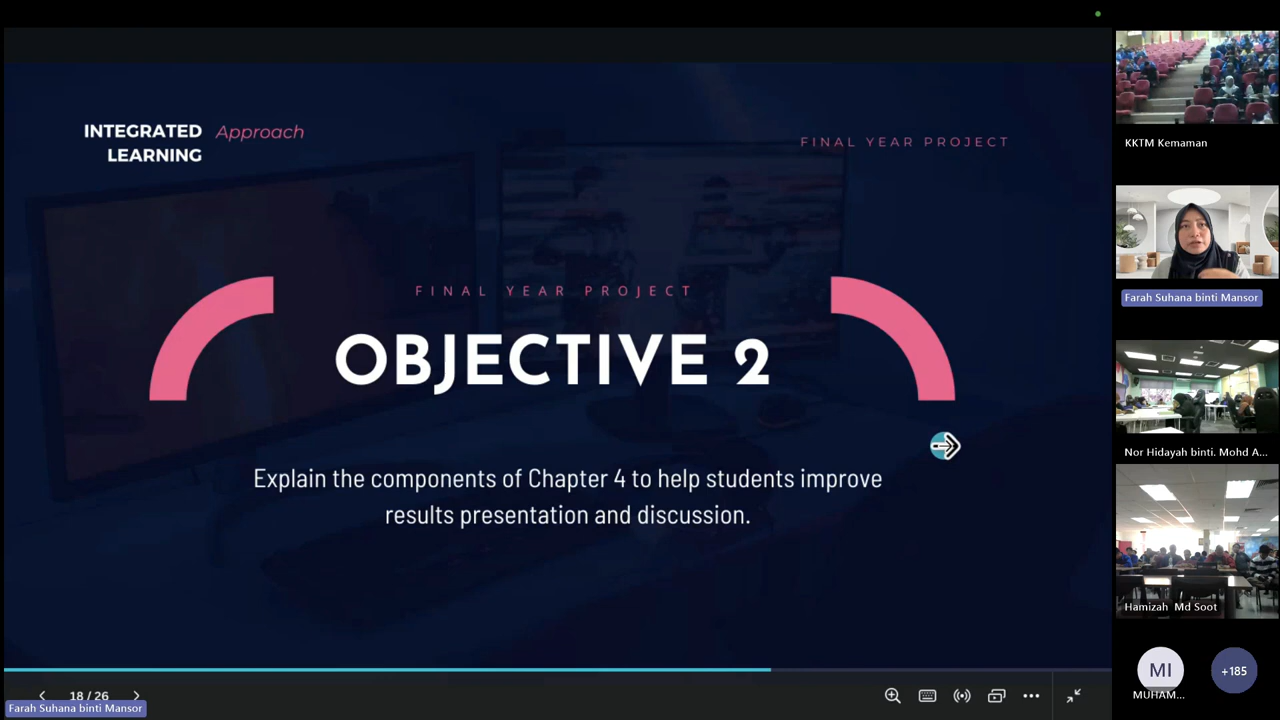 INTEGRATED Approach
LEARNING
FINAL YEAR PROJECT
FINAL YEAR PROJECT
OBJECTIVE 2
Explain the components of Chapter 4 to help students improve
results presentation and discussion.
18 / 26
Farah Suhana binti Mansor
KKTM Kemaman
Farah Suhana binti Mansor
Nor Hidayah binti. Mohd A...
Hamizah Md Soot
MI
MUHAM...
+185